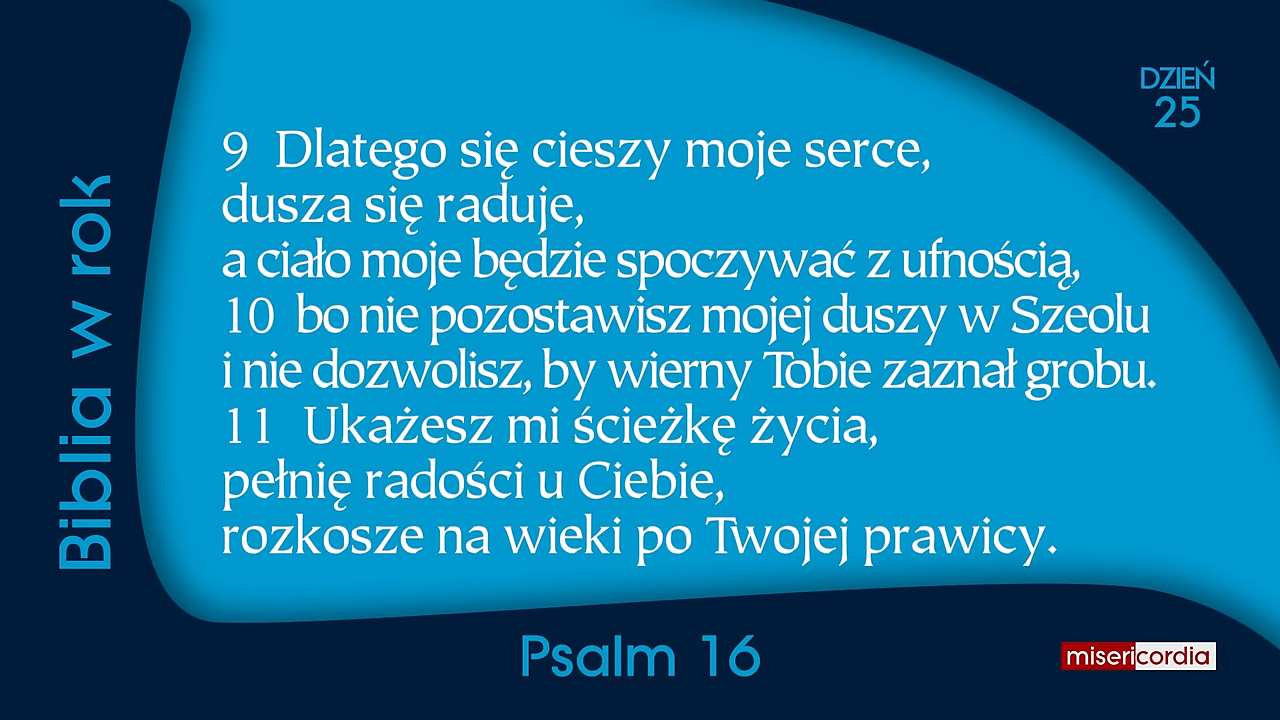 DZIEŃ
25
Biblia w rok
9 Dlatego się cieszy moje serce,
dusza się raduje,
a ciało moje będzie spoczywać z ufnością,
10 bo nie pozostawisz mojej duszy w Szeolu
i nie dozwolisz, by wierny Tobie zaznał grobu.
11 Ukażesz mi ścieżkę życia,
pełnię radości u Ciebie,
rozkosze na wieki po Twojej prawicy.
Psalm 16
misericordia